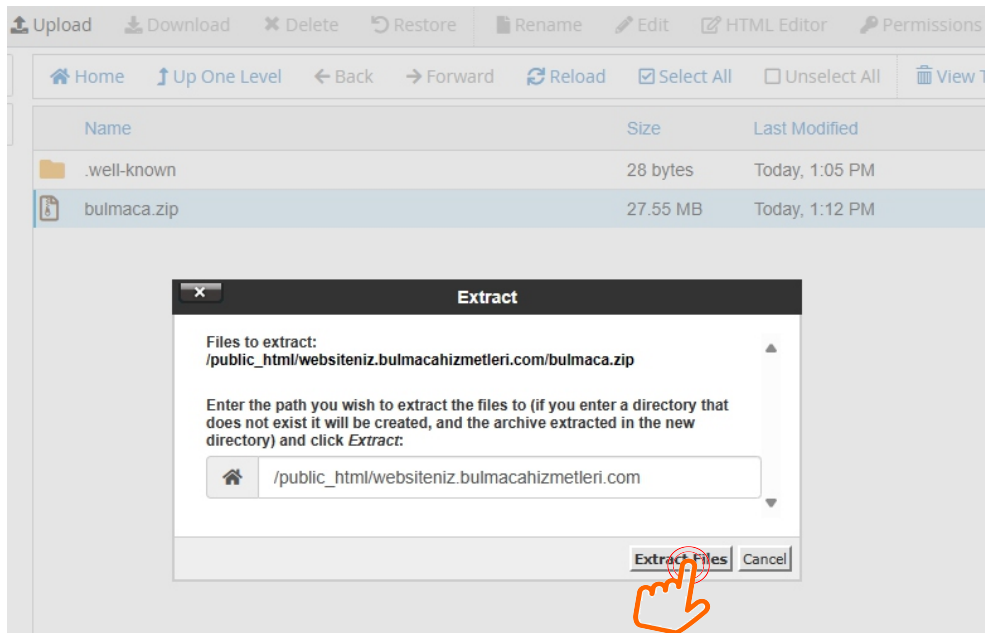 Upload Download Delete Restore Rename Edit HTML Editor Permissions
Home Up One Level Back Forward Reload Select All Unselect All View
Name Size Last Modified
.well-known 28 bytes Today, 1:05 PM
bulmaca.zip 27.55 MB Today, 1:12 PM
Extract
Files to extract:
/public_html/websiteniz.bulmacahizmetleri.com/bulmaca.zip
Enter the path you wish to extract the files to (if you enter a directory that
does not exist it will be created, and the archive extracted in the new
directory) and click Extract:
/public_html/websiteniz.bulmacahizmetleri.com
Extract Files Cancel